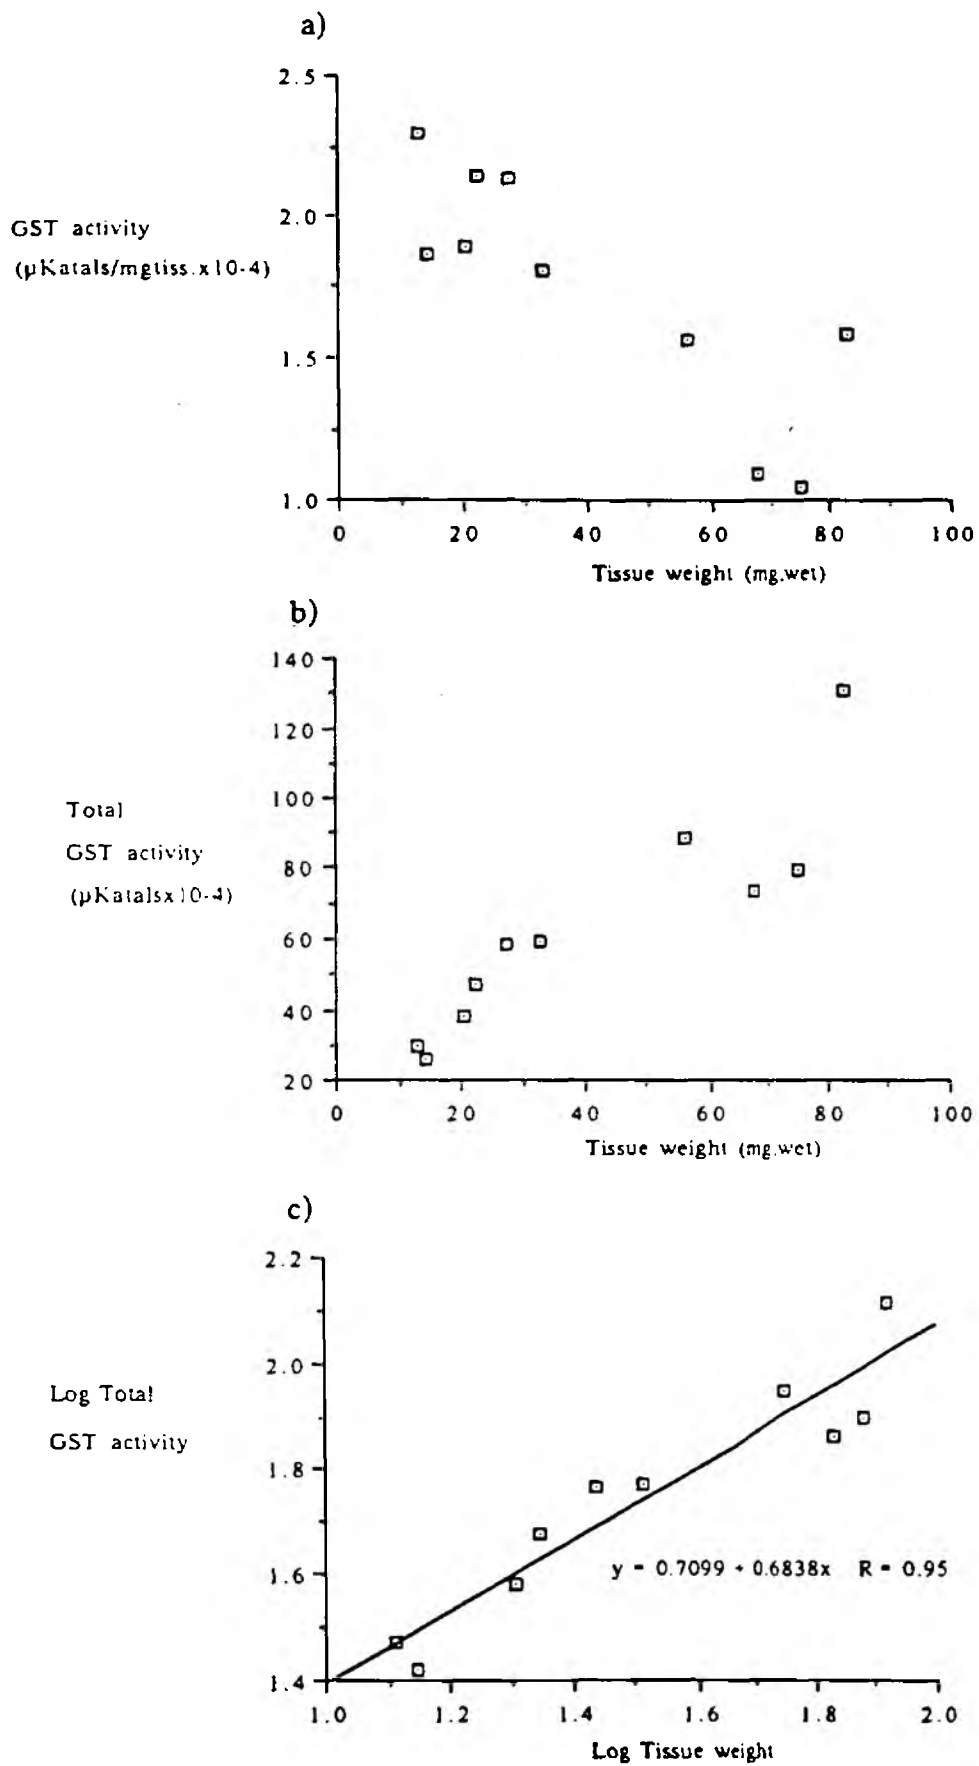 a)
2.5
2.0
1.5
1.0
GST activity
(µKatals/mgtiss.x10-4)
0 20 40 60 80 100
Tissue weight (mg.wet)
b)
140
120
100
80
60
40
20
Total
GST activity
(µKatalsx10-4)
0 20 40 60 80 100
Tissue weight (mg.wet)
c)
2.2
2.0
1.8
1.6
1.4
Log Total
GST activity
y = 0.7099 + 0.6838x R = 0.95
1.0 1.2 1.4 1.6 1.8 2.0
Log Tissue weight